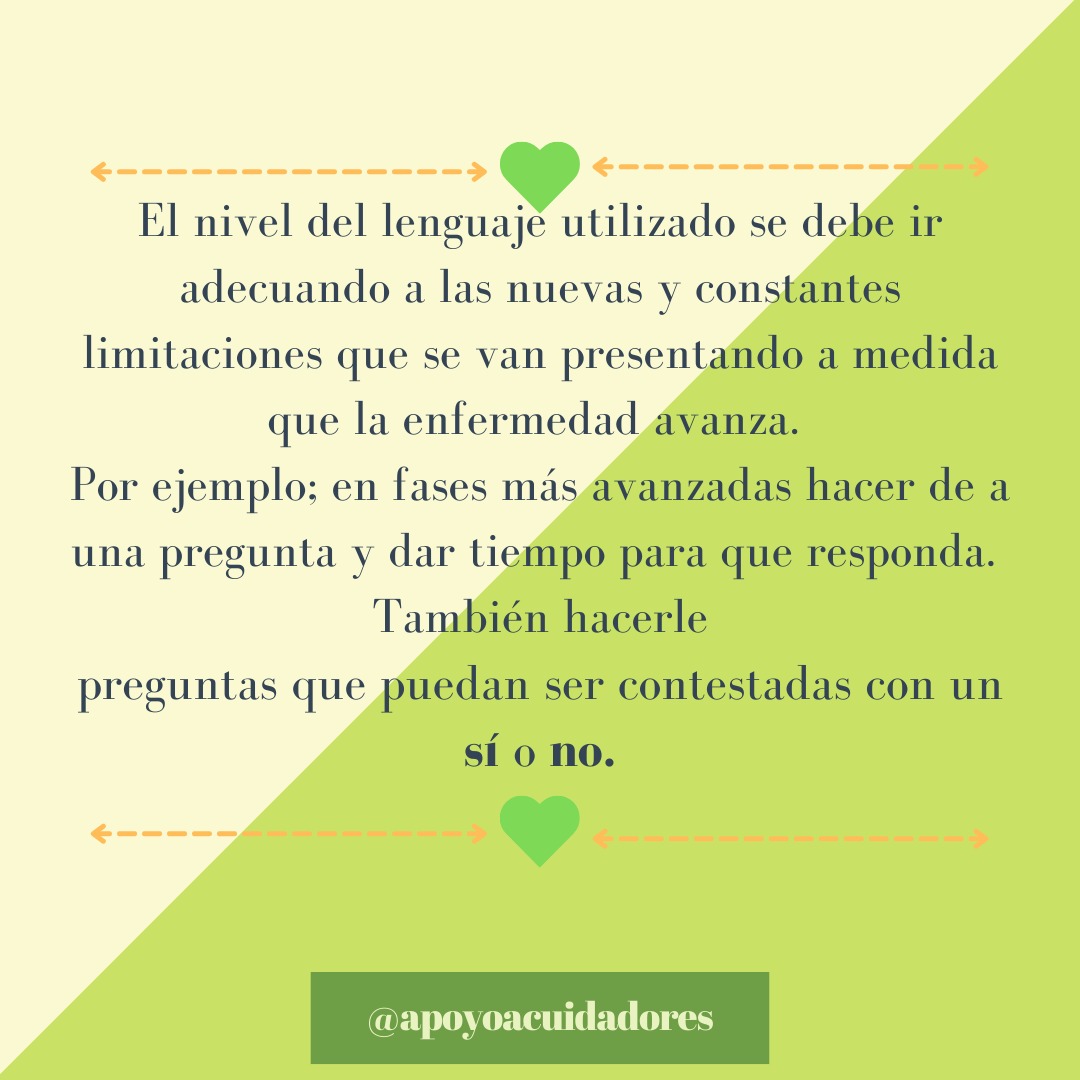 El nivel del lenguaje utilizado se debe ir
adecuando a las nuevas y constantes
limitaciones que se van presentando a medida
que la enfermedad avanza.
Por ejemplo; en fases más avanzadas hacer de a
una pregunta y dar tiempo para que responda.
También hacerle
preguntas que puedan ser contestadas con un
sí o no.
@apoyoacuidadores